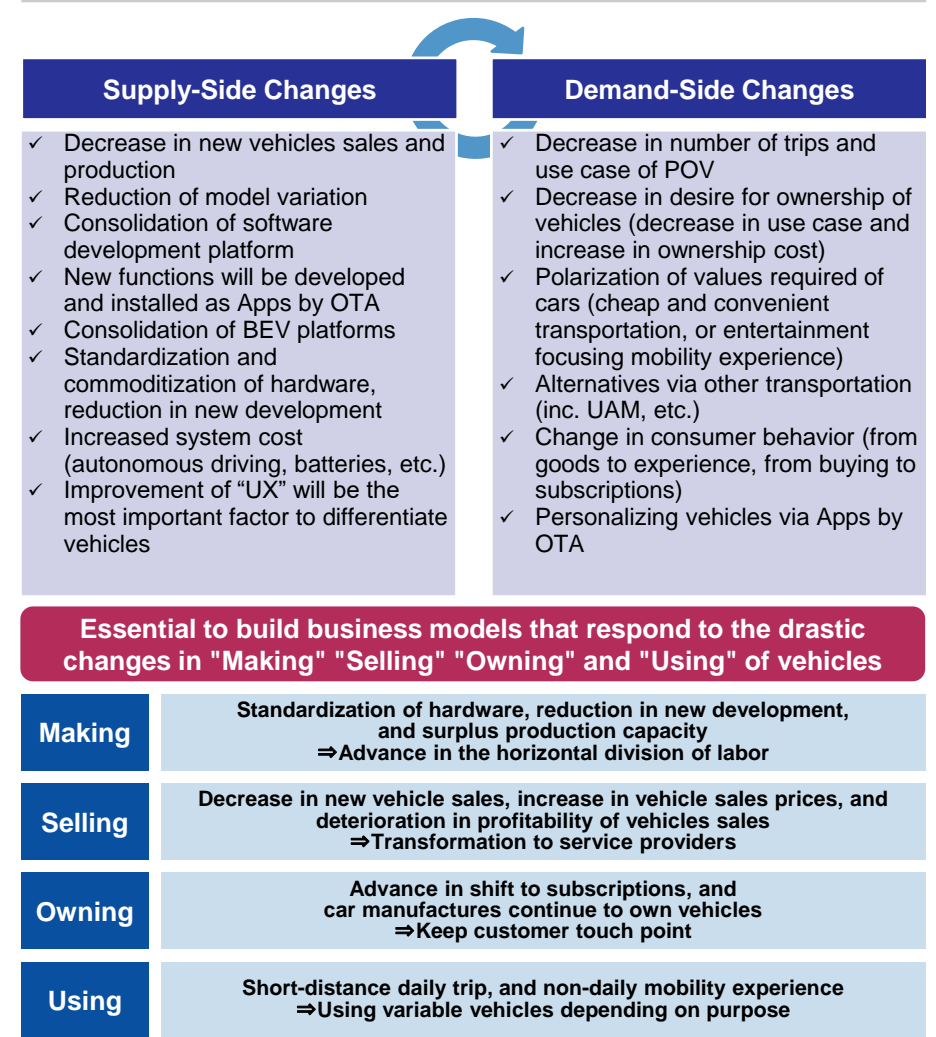 Supply-Side Changes
✓ Decrease in new vehicles sales and
production
✓ Reduction of model variation
✓ Consolidation of software
development platform
✓ New functions will be developed
and installed as Apps by OTA
✓ Consolidation of BEV platforms
✓ Standardization and
commoditization of hardware,
reduction in new development
✓ Increased system cost
(autonomous driving, batteries, etc.)
✓ Improvement of “UX” will be the
most important factor to differentiate
vehicles
Demand-Side Changes
✓ Decrease in number of trips and
use case of POV
✓ Decrease in desire for ownership of
vehicles (decrease in use case and
increase in ownership cost)
✓ Polarization of values required of
cars (cheap and convenient
transportation, or entertainment
focusing mobility experience)
✓ Alternatives via other transportation
(inc. UAM, etc.)
✓ Change in consumer behavior (from
goods to experience, from buying to
subscriptions)
✓ Personalizing vehicles via Apps by
OTA
Essential to build business models that respond to the drastic
changes in "Making" "Selling" "Owning" and "Using" of vehicles
Making
Standardization of hardware, reduction in new development,
and surplus production capacity
⇒Advance in the horizontal division of labor
Selling
Decrease in new vehicle sales, increase in vehicle sales prices, and
deterioration in profitability of vehicles sales
⇒Transformation to service providers
Owning
Advance in shift to subscriptions, and
car manufactures continue to own vehicles
⇒Keep customer touch point
Using
Short-distance daily trip, and non-daily mobility experience
⇒Using variable vehicles depending on purpose